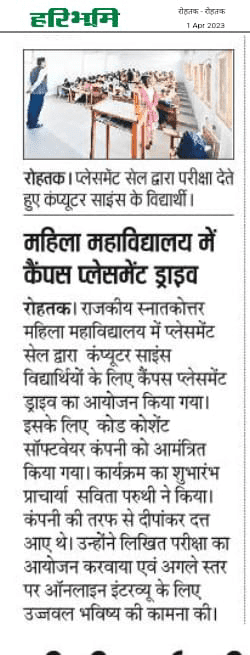 हरिभूमि
रोहतक - रोहतक
1 Apr 2023
रोहतक। प्लेसमेंट सेल द्वारा परीक्षा देते
हुए कंप्यूटर साइंस के विद्यार्थी।
महिला महाविद्यालय में
कैंपस प्लेसमेंट ड्राइव
रोहतक। राजकीय स्नातकोत्तर
महिला महाविद्यालय में प्लेसमेंट
सेल द्वारा कंप्यूटर साइंस
विद्यार्थियों के लिए कैंपस प्लेसमेंट
ड्राइव का आयोजन किया गया।
इसके लिए कोड कोशेंट
सॉफ्टवेयर कंपनी को आमंत्रित
किया गया। कार्यक्रम का शुभारंभ
प्राचार्या सविता परुथी ने किया।
कंपनी की तरफ से दीपांकर दत्त
आए थे। उन्होंने लिखित परीक्षा का
आयोजन करवाया एवं अगले स्तर
पर ऑनलाइन इंटरव्यू के लिए
उज्जवल भविष्य की कामना की।